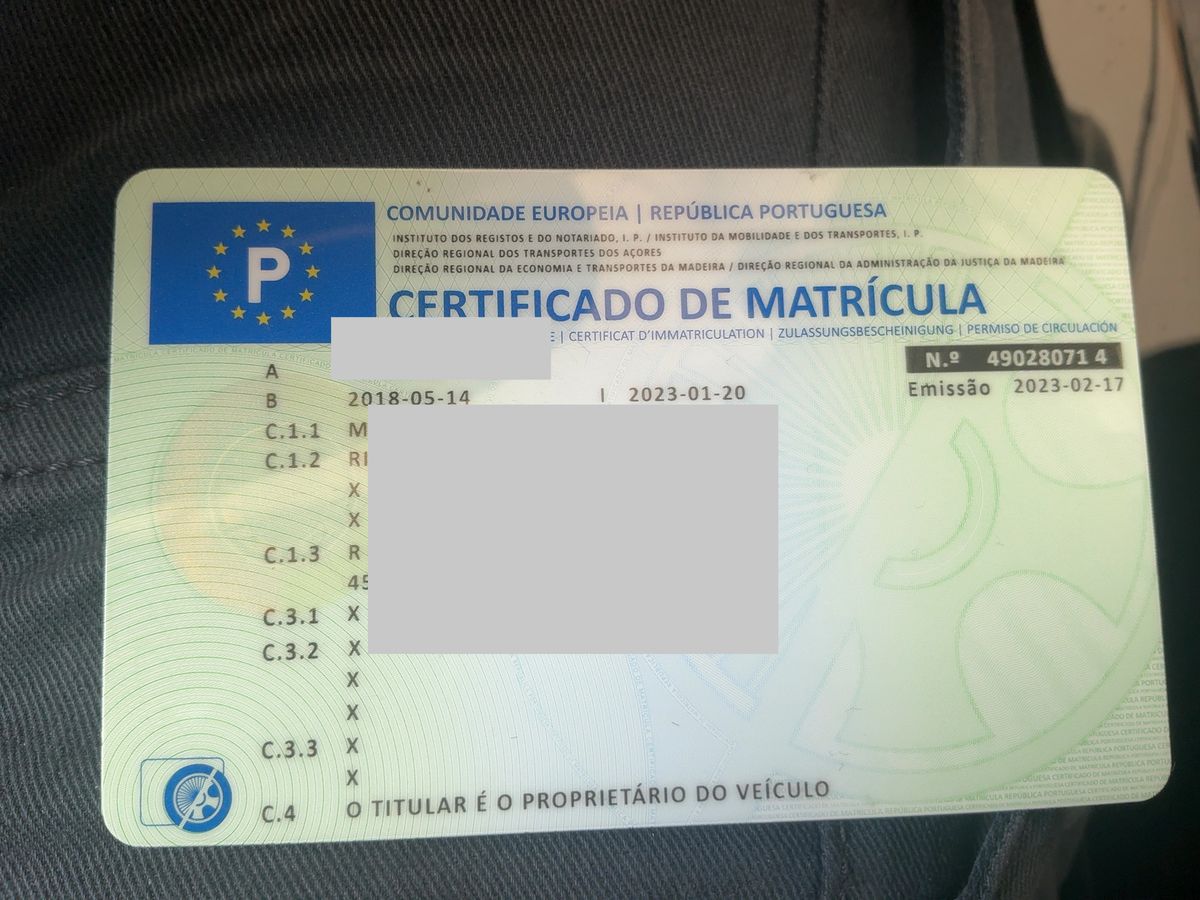 P
COMUNIDADE EUROPEIA | REPÚBLICA PORTUGUESA
INSTITUTO DOS REGISTOS E DO NOTARIADO, I. P. / INSTITUTO DA MOBILIDADE E DOS TRANSPORTES, I. P.
DIREÇÃO REGIONAL DOS TRANSPORTES DOS AÇORES
DIREÇÃO REGIONAL DA ECONOMIA E TRANSPORTES DA MADEIRA / DIREÇÃO REGIONAL DA ADMINISTRAÇÃO DA JUSTIÇA DA MADEIRA
CERTIFICADO DE MATRÍCULA
E | CERTIFICAT D'IMMATRICULATION | ZULASSUNGSBESCHEINIGUNG | PERMISO DE CIRCULACIÓN
N.º 49028071 4
A
Emissão 2023-02-17
B 2018-05-14 I 2023-01-20
C.1.1 M
C.1.2 RI
X
X
C.1.3 R
45
C.3.1 X
C.3.2 X
X
X
C.3.3 X
X
C.4 O TITULAR É O PROPRIETÁRIO DO VEÍCULO